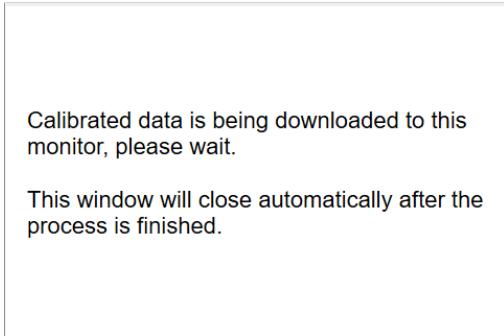 Calibrated data is being downloaded to this
monitor, please wait.
This window will close automatically after the
process is finished.